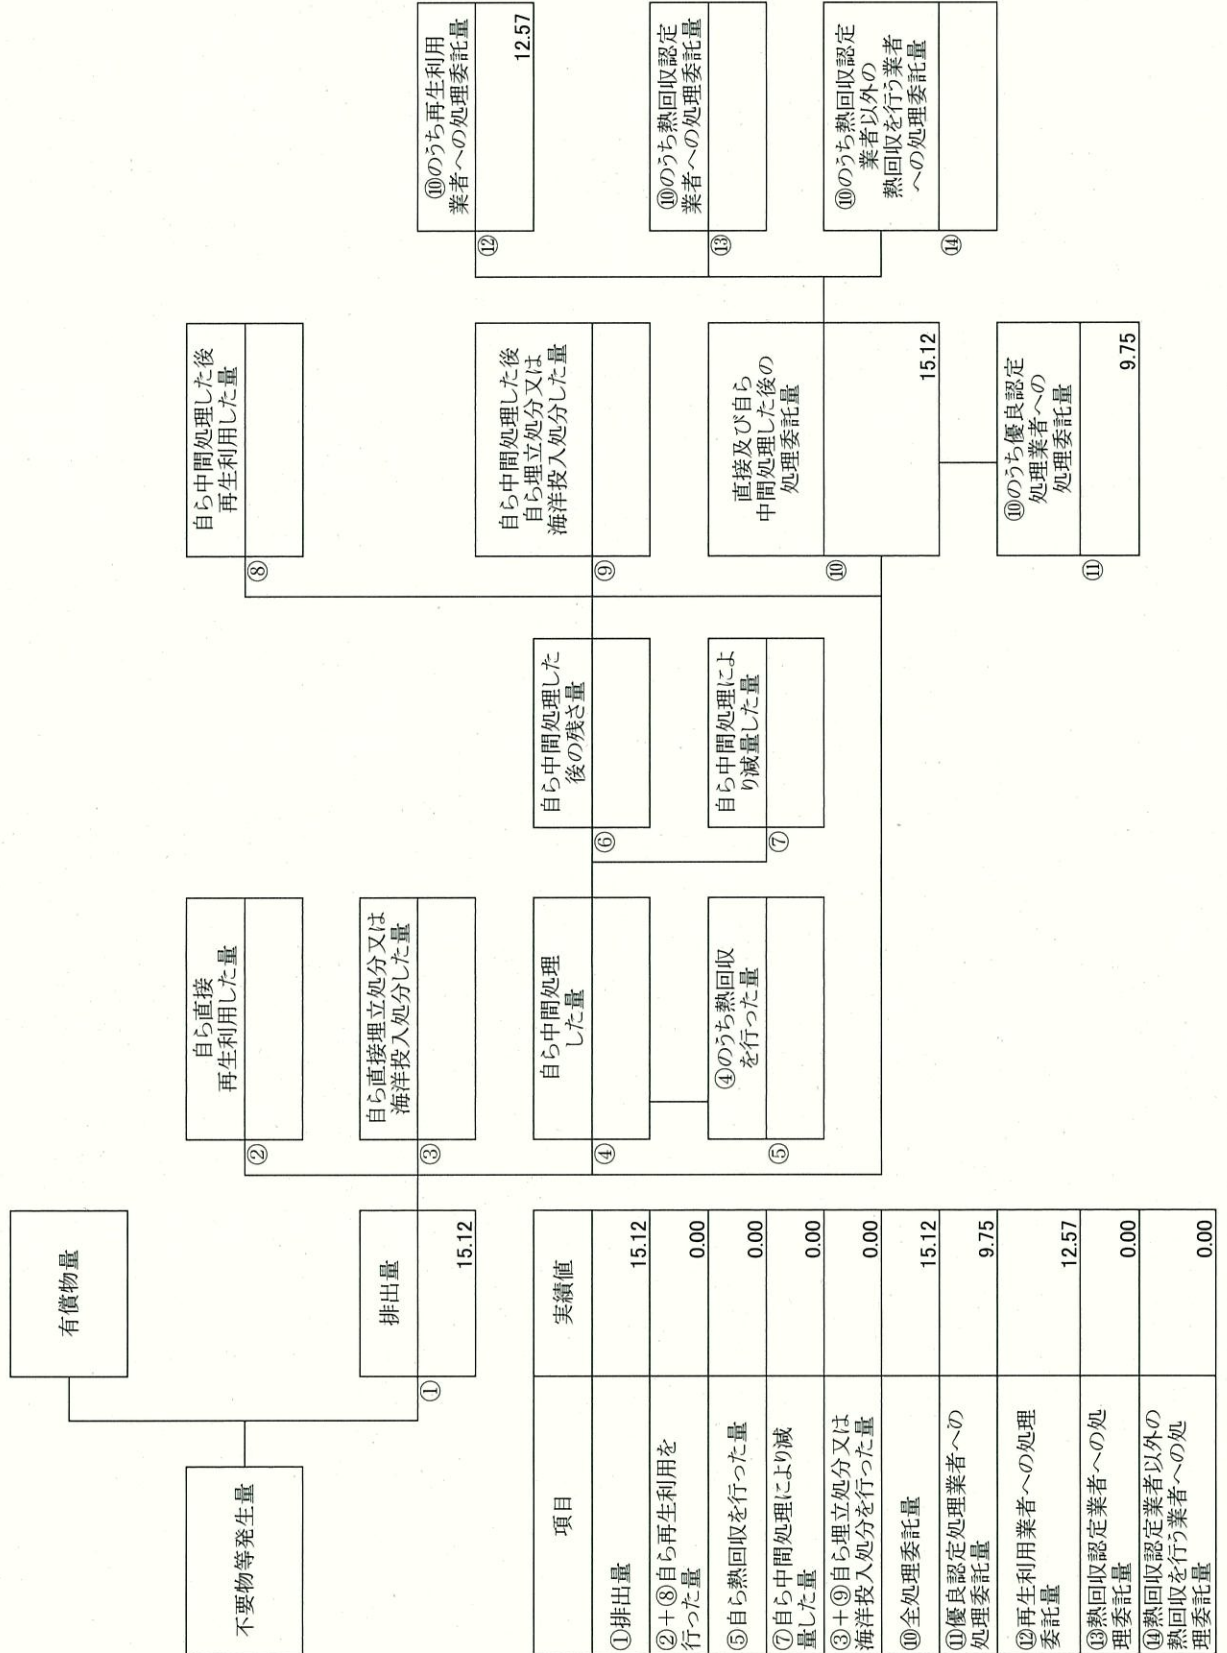 有償物量
不要物等発生量
排出量
①
15.12
自ら直接
再生利用した量
②
自ら直接埋立処分又は
海洋投入処分した量
③
自ら中間処理
した量
④
④のうち熱回収
を行った量
⑤
自ら中間処理した
後の残さ量
⑥
自ら中間処理によ
り減量した量
⑦
自ら中間処理した後
再生利用した量
⑧
自ら中間処理した後
自ら埋立処分又は
海洋投入処分した量
⑨
直接及び自ら
中間処理した後の
処理委託量
⑩
15.12
⑩のうち優良認定
処理業者への
処理委託量
⑪
9.75
⑩のうち再生利用
業者への処理委託量
⑫
12.57
⑩のうち熱回収認定
業者への処理委託量
⑬
⑩のうち熱回収認定
業者以外の
熱回収を行う業者
への処理委託量
⑭
項目 実績値
①排出量 15.12
②+⑧自ら再生利用を
行った量 0.00
⑤自ら熱回収を行った量 0.00
⑦自ら中間処理により減
量した量 0.00
③+⑨自ら埋立処分又は
海洋投入処分を行った量 0.00
⑩全処理委託量 15.12
⑪優良認定処理業者への
処理委託量 9.75
⑫再生利用業者への処理
委託量 12.57
⑬熱回収認定業者への処
理委託量 0.00
⑭熱回収認定業者以外の
熱回収を行う業者への処
理委託量 0.00